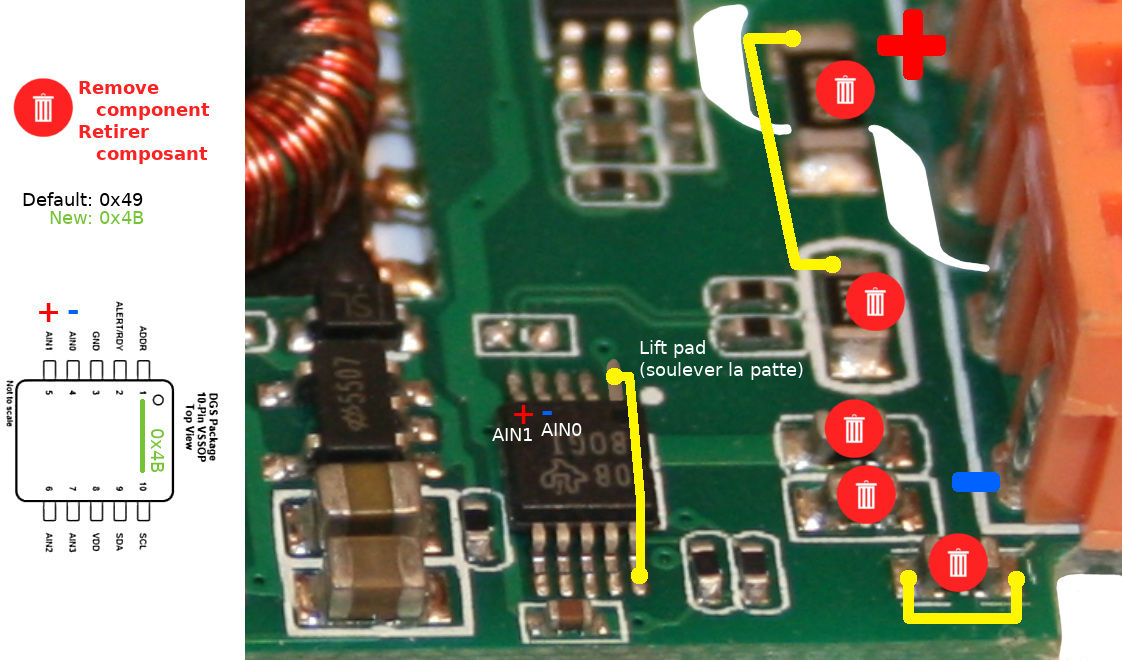 Remove
component
Retirer
composant
Default: 0x49
New: 0x4B
+ -
AIN1
AIN0
GND
ALERT/RDY
ADDR
5
4
3
2
1
Not to scale
0x4B
DGS Package
10-Pin VSSOP
Top View
6
7
8
9
10
AIN2
AIN3
VDD
SDA
SCL
+
Lift pad
(soulever la patte)
+ -
AIN1 AIN0
5507
-